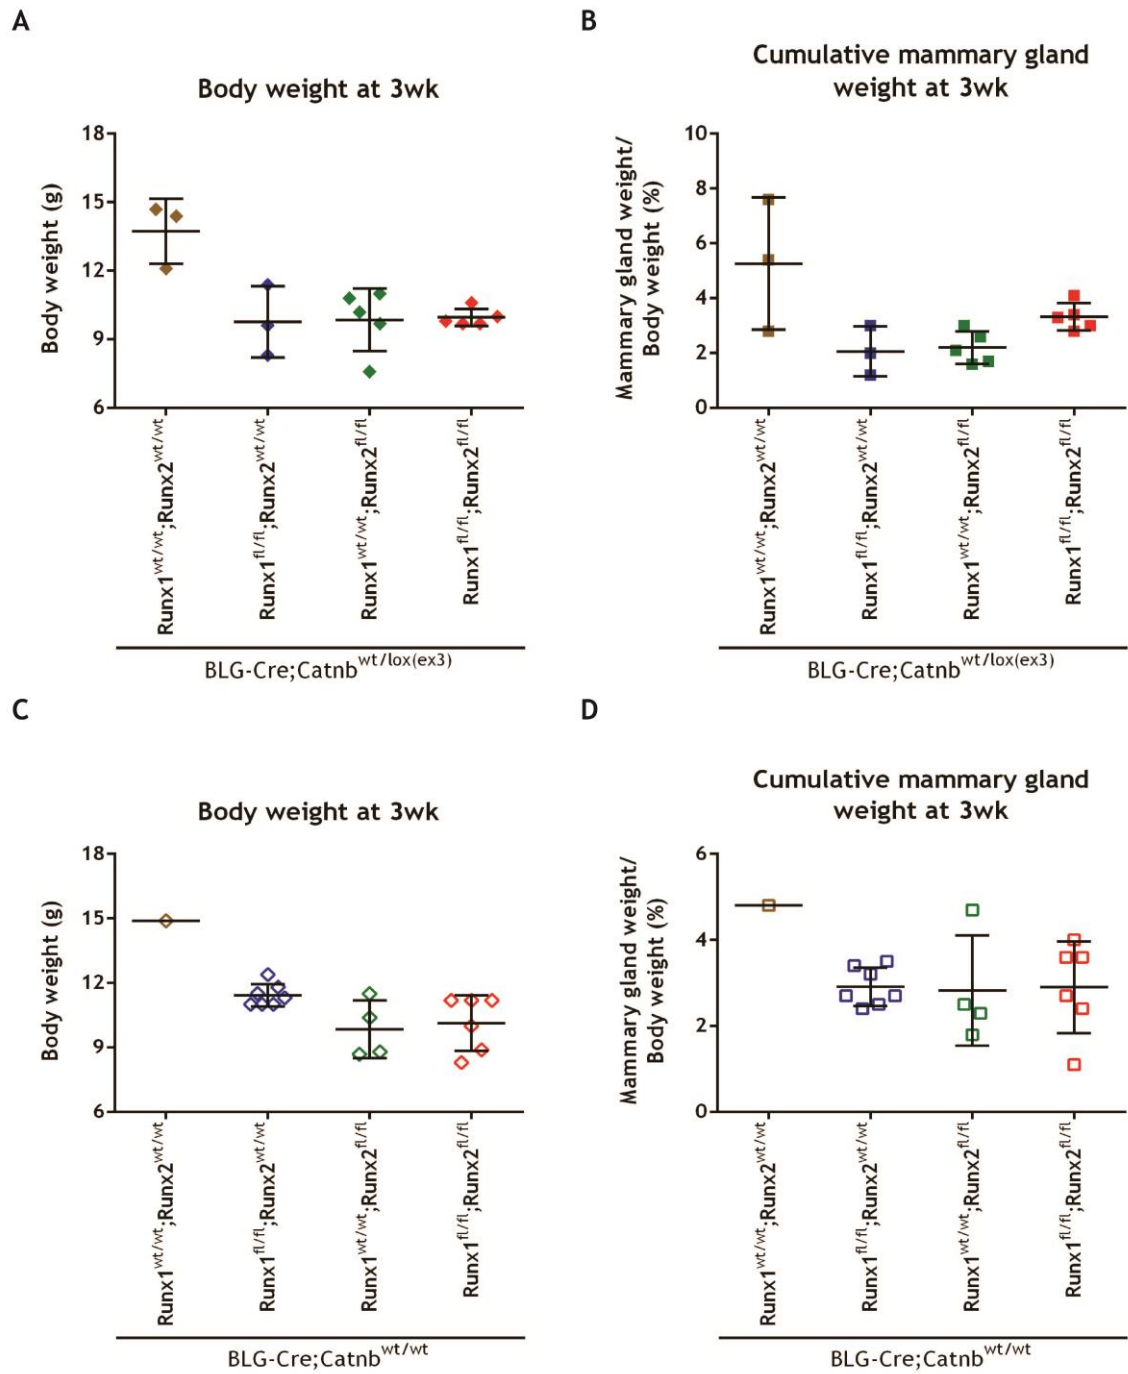 A
Body weight at 3wk
Body weight (g)
18
15
12
9
6
Runx1wt/wt;Runx2wt/wt
Runx1fl/fl;Runx2wt/wt
Runx1wt/wt;Runx2fl/fl
Runx1fl/fl;Runx2fl/fl
BLG-Cre;Catnbwt/lox(ex3)
B
Cumulative mammary gland
weight at 3wk
Mammary gland weight/
Body weight (%)
10
8
6
4
2
0
Runx1wt/wt;Runx2wt/wt
Runx1fl/fl;Runx2wt/wt
Runx1wt/wt;Runx2fl/fl
Runx1fl/fl;Runx2fl/fl
BLG-Cre;Catnbwt/lox(ex3)
C
Body weight at 3wk
Body weight (g)
18
15
12
9
6
Runx1wt/wt;Runx2wt/wt
Runx1fl/fl;Runx2wt/wt
Runx1wt/wt;Runx2fl/fl
Runx1fl/fl;Runx2fl/fl
BLG-Cre;Catnbwt/wt
D
Cumulative mammary gland
weight at 3wk
Mammary gland weight/
Body weight (%)
6
4
2
0
Runx1wt/wt;Runx2wt/wt
Runx1fl/fl;Runx2wt/wt
Runx1wt/wt;Runx2fl/fl
Runx1fl/fl;Runx2fl/fl
BLG-Cre;Catnbwt/wt